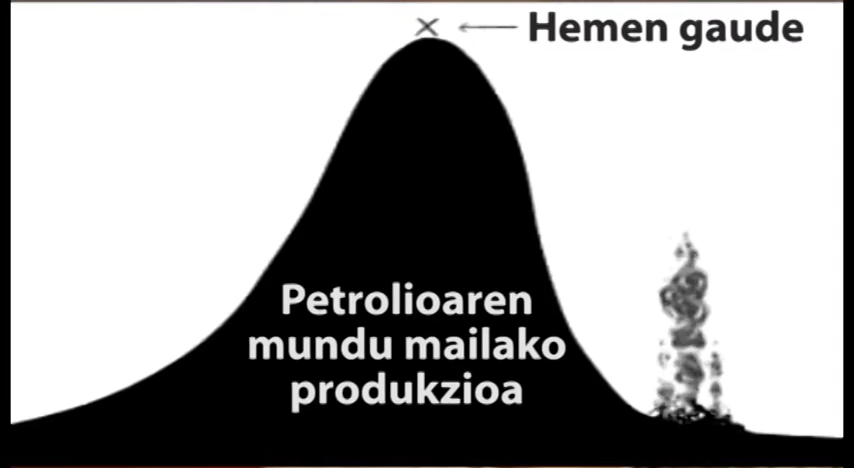 Hemen gaude
Petrolioaren
mundu mailako
produkzioa